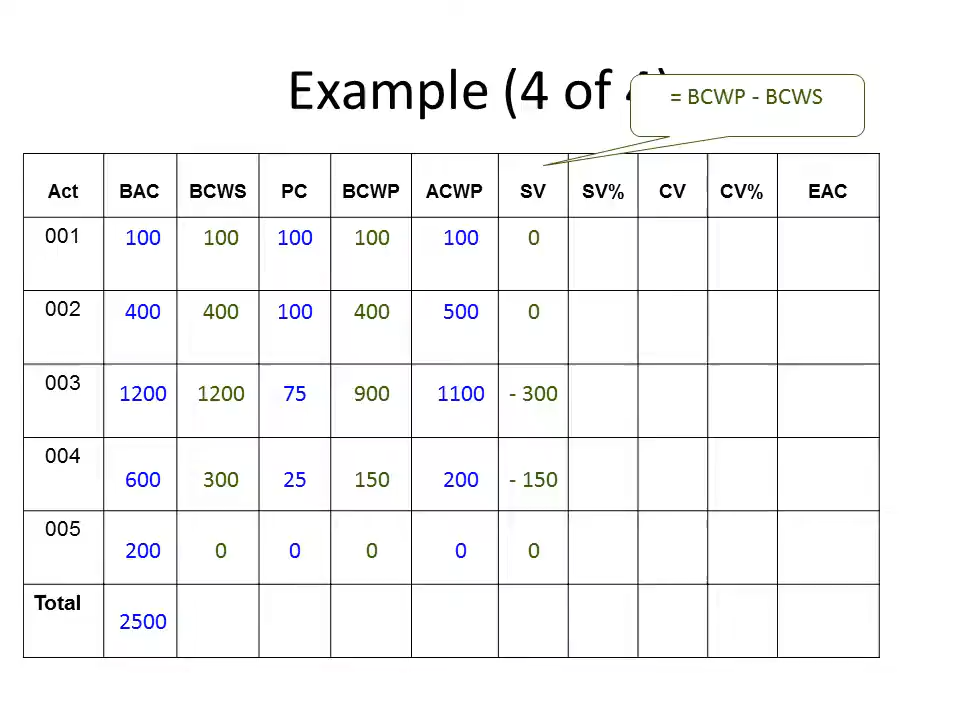 Example (4 of 4)
= BCWP - BCWS
Act BAC BCWS PC BCWP ACWP SV SV% CV CV% EAC
001 100 100 100 100 100 0
002 400 400 100 400 500 0
003 1200 1200 75 900 1100 - 300
004 600 300 25 150 200 - 150
005 200 0 0 0 0 0
Total 2500